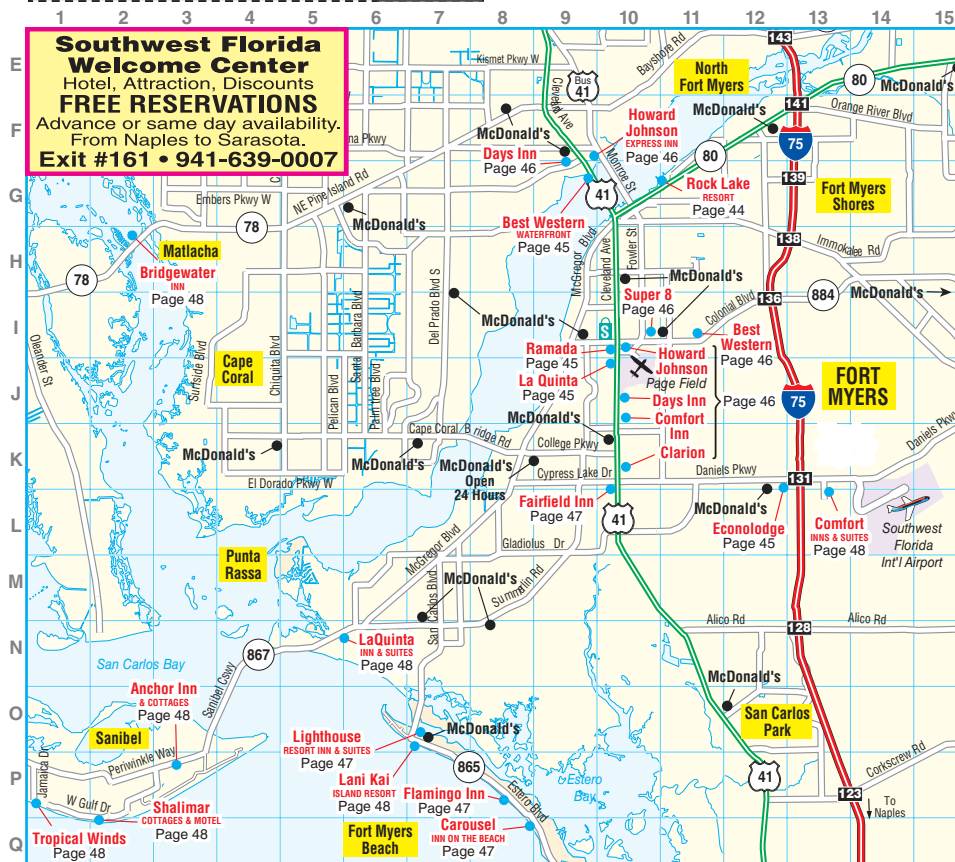 1 2 3 4 5 6 7 8 9 10 11 12 13 14 15
E
F
G
H
I
J
K
L
M
N
O
P
Q
Southwest Florida
Welcome Center
Hotel, Attraction, Discounts
FREE RESERVATIONS
Advance or same day availability.
From Naples to Sarasota.
Exit #161 • 941-639-0007
Kismet Pkwy W
na Pkwy
Cleveland Ave
Bus
41
Bayshore Rd
North
Fort Myers
143
80
McDonald's
McDonald's
141
Orange River Blvd
McDonald's
Howard
Johnson
EXPRESS INN
Page 46
Days Inn
Page 46
Monroe St
80
75
139
Embers Pkwy W
NE Pine Island Rd
41
Rock Lake
RESORT
Page 44
Fort Myers
Shores
McDonald's
78
Best Western
WATERFRONT
Page 45
138
Immokalee Rd
Matlacha
Bridgewater
INN
Page 48
78
McGregor Blvd
Cleveland Ave
Fowler St
McDonald's
Super 8
Page 46
136
884
McDonald's
Colonial Blvd
Del Prado Blvd S
McDonald's
S
Best
Western
Page 46
Oleander St
Surfside Blvd
Cape
Coral
Chiquita Blvd
Santa Barbara Blvd
Pelican Blvd
Palm Tree Blvd
Ramada
Page 45
La Quinta
Page 45
Howard
Johnson
Page Field
Days Inn
Comfort
Inn
Clarion
Page 46
75
FORT
MYERS
McDonald's
Cape Coral Bridge Rd
College Pkwy
McDonald's
McDonald's
McDonald's
Open
24 Hours
Cypress Lake Dr
Daniels Pkwy
Daniels Pkwy
131
El Dorado Pkwy W
Fairfield Inn
Page 47
41
McDonald's
Econolodge
Page 45
Comfort
INNS & SUITES
Page 48
Southwest
Florida
Int'l Airport
Punta
Rassa
McGregor Blvd
Gladiolus Dr
San Carlos Blvd
McDonald's
Summerlin Rd
Alico Rd
Alico Rd
128
867
LaQuinta
INN & SUITES
Page 48
San Carlos Bay
Sanibel Cswy
Anchor Inn
& COTTAGES
Page 48
Sanibel
McDonald's
San Carlos
Park
Lighthouse
RESORT INN & SUITES
Page 47
McDonald's
Jamaica Dr
Periwinkle Way
Lani Kai
ISLAND RESORT
Page 48
865
Estero
Bay
Estero Blvd
41
Corkscrew Rd
123
To
Naples
W Gulf Dr
Shalimar
COTTAGES & MOTEL
Page 48
Tropical Winds
Page 48
Flamingo Inn
Page 47
Carousel
INN ON THE BEACH
Page 47
Fort Myers
Beach